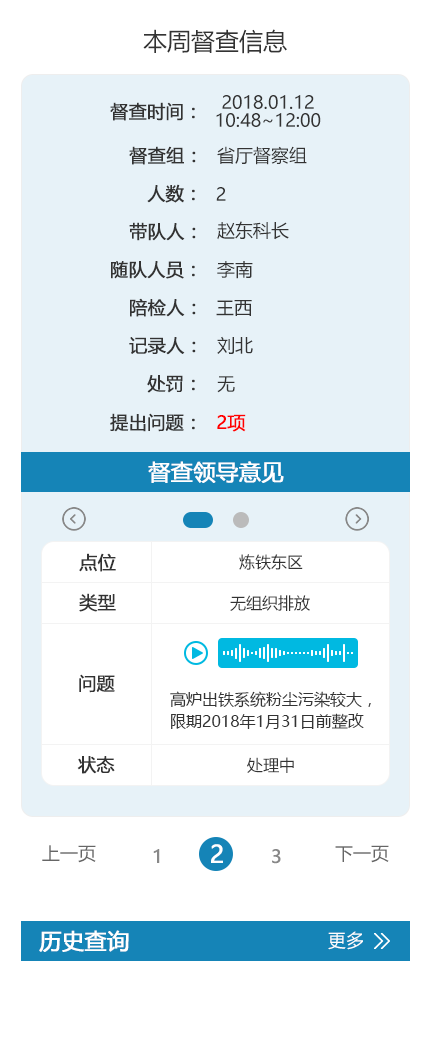 本周督查信息
督查时间： 2018.01.12
10:48~12:00
督查组： 省厅督察组
人数： 2
带队人： 赵东科长
随队人员： 李南
陪检人： 王西
记录人： 刘北
处罚： 无
提出问题： 2项
督查领导意见
点位 炼铁东区
类型 无组织排放
问题
高炉出铁系统粉尘污染较大，
限期2018年1月31日前整改
状态 处理中
上一页 1 2 3 下一页
历史查询 更多